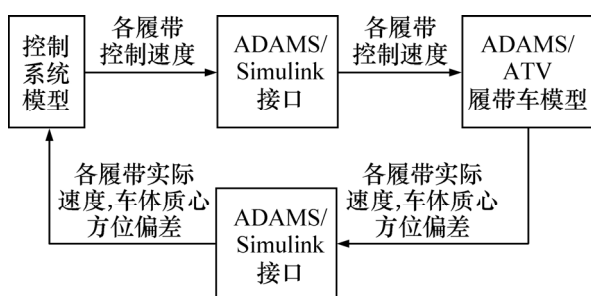 控制
系统
模型
各履带
控制速度
ADAMS/
Simulink
接口
各履带
控制速度
ADAMS/
ATV
履带车模型
各履带实际
速度,车体质心
方位偏差
ADAMS/
Simulink
接口
各履带实际
速度,车体质心
方位偏差